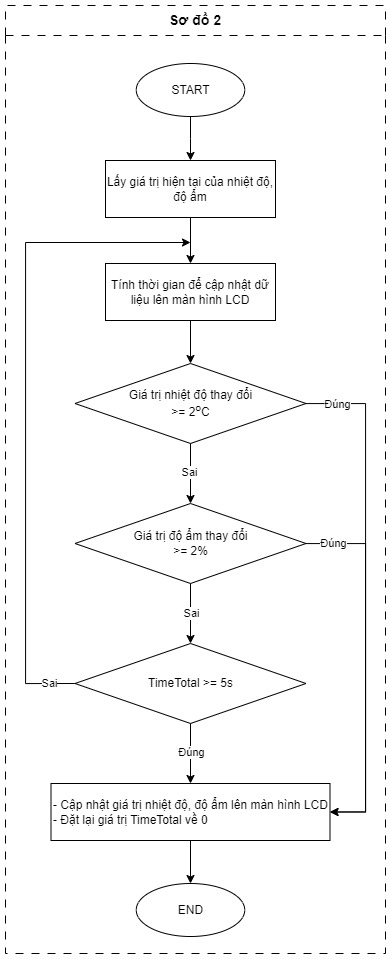 Sơ đồ 2
START
Lấy giá trị hiện tại của nhiệt độ,
độ ẩm
Tính thời gian để cập nhật dữ
liệu lên màn hình LCD
Giá trị nhiệt độ thay đổi
>= 2ºC
Đúng
Sai
Giá trị độ ẩm thay đổi
>= 2%
Đúng
Sai
TimeTotal >= 5s
Sai
Đúng
- Cập nhật giá trị nhiệt độ, độ ẩm lên màn hình LCD
- Đặt lại giá trị TimeTotal về 0
END